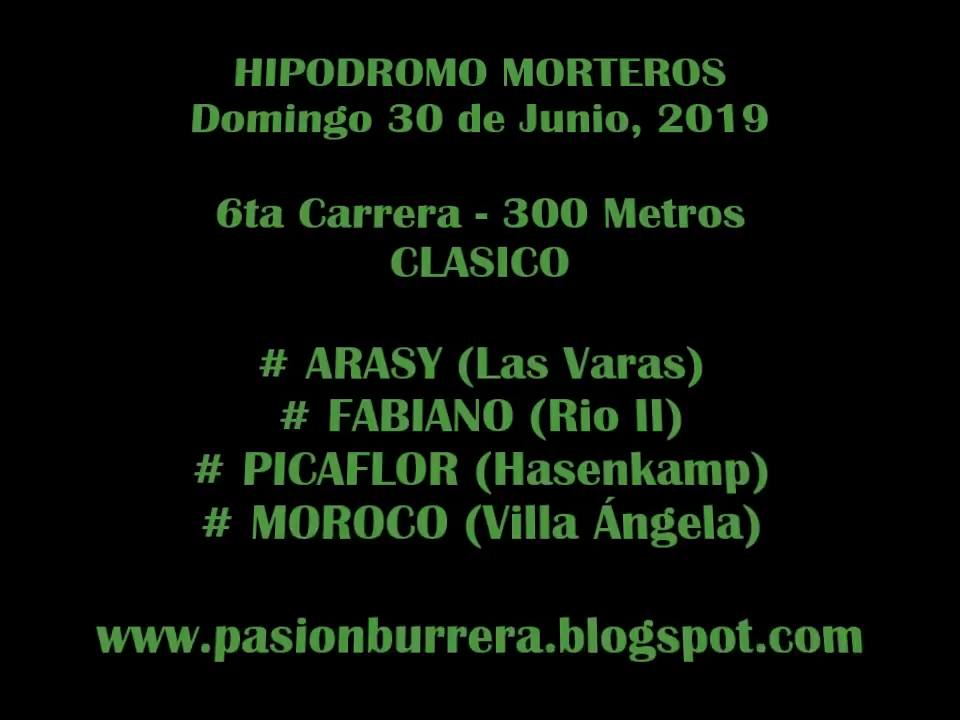 HIPODROMO MORTEROS
Domingo 30 de Junio, 2019
6ta Carrera - 300 Metros
CLASICO
# ARASY (Las Varas)
# FABIANO (Rio II)
# PICAFLOR (Hasenkamp)
# MOROCO (Villa Ángela)
www.pasionburrera.blogspot.com